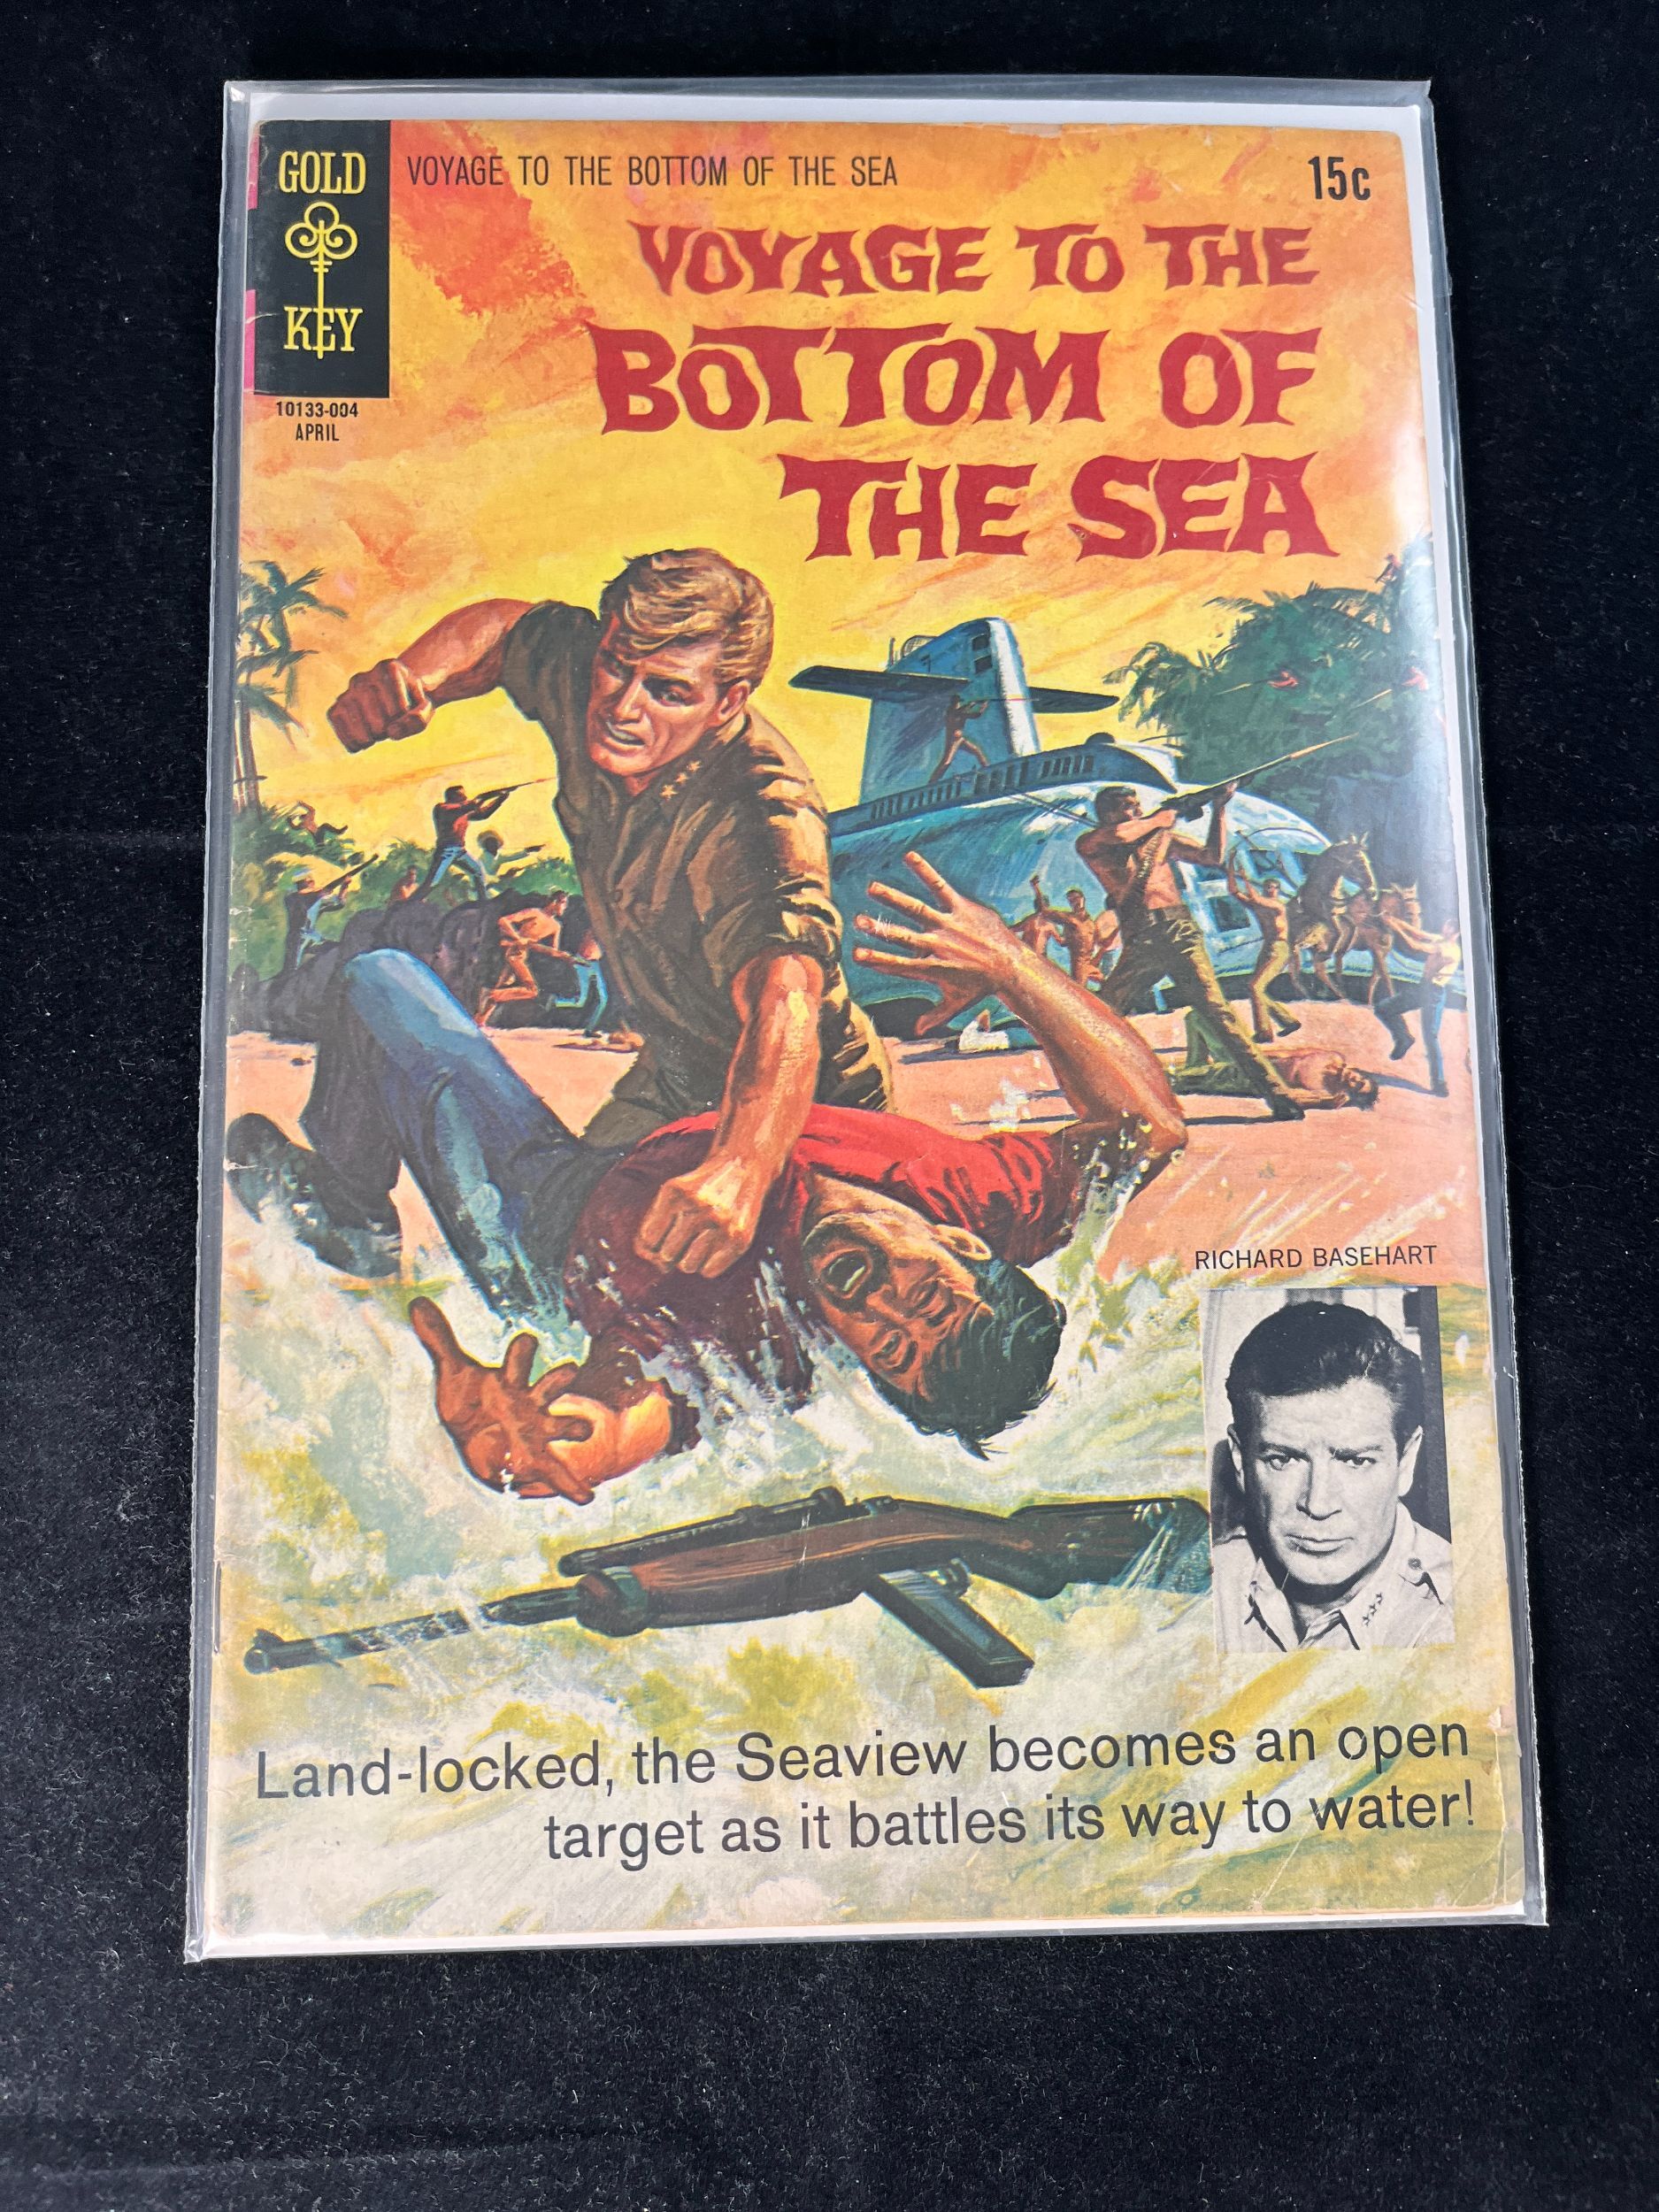 GOLD
KEY
VOYAGE TO THE BOTTOM OF THE SEA
15c
10133-004
APRIL
VOYAGE TO THE
BOTTOM OF
THE SEA
RICHARD BASEHART
Land-locked, the Seaview becomes an open
target as it battles its way to water!